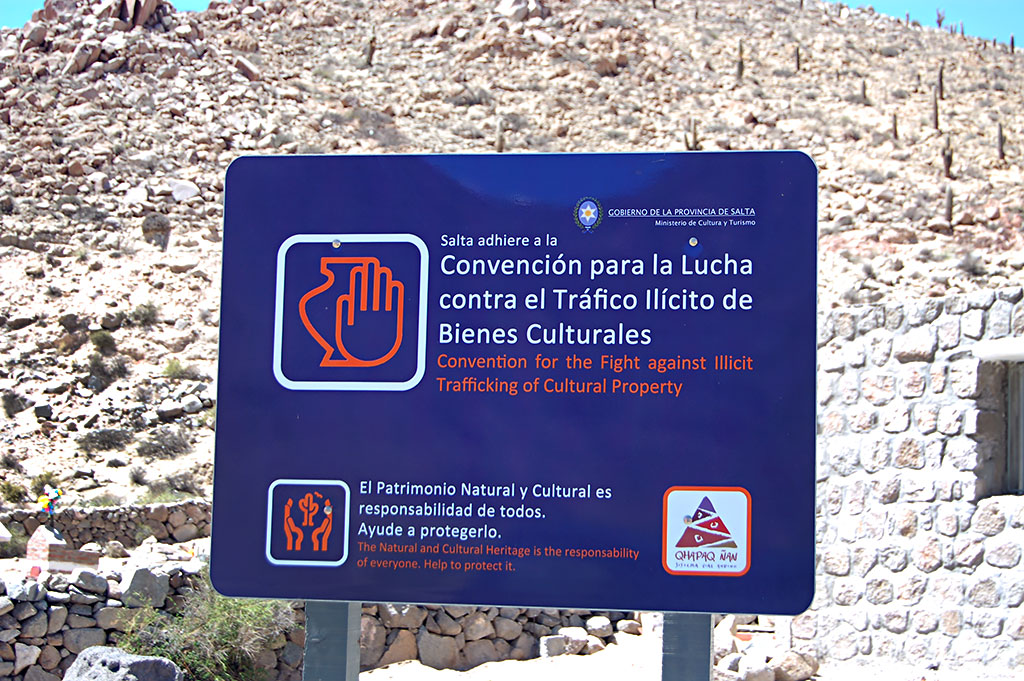 GOBIERNO DE LA PROVINCIA DE SALTA
Ministerio de Cultura y Turismo
Salta adhiere a la
Convención para la Lucha
contra el Tráfico Ilícito de
Bienes Culturales
Convention for the Fight against Illicit
Trafficking of Cultural Property
El Patrimonio Natural y Cultural es
responsabilidad de todos.
Ayude a protegerlo.
The Natural and Cultural Heritage is the responsability
of everyone. Help to protect it.
QHAPAQ ÑAN
SISTEMA VIAL ANDINO